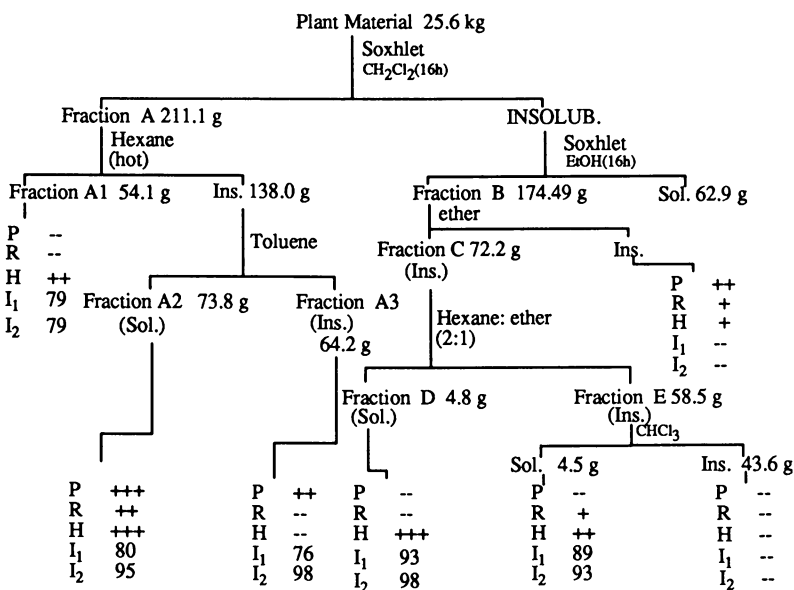 Plant Material 25.6 kg
Soxhlet
CH₂Cl₂(16h)
Fraction A 211.1 g
INSOLUB.
Hexane
(hot)
Soxhlet
EtOH(16h)
Fraction A1 54.1 g
Ins. 138.0 g
Fraction B 174.49 g
Sol. 62.9 g
ether
P --
R --
H ++
I₁ 79
I₂ 79
Toluene
Fraction C 72.2 g
(Ins.)
Ins.
P ++
R +
H +
I₁ --
I₂ --
Fraction A2 73.8 g
(Sol.)
Fraction A3
(Ins.)
64.2 g
Hexane: ether
(2:1)
Fraction D 4.8 g
(Sol.)
Fraction E 58.5 g
(Ins.)
CHCl₃
Sol. 4.5 g
Ins. 43.6 g
P +++
R ++
H +++
I₁ 80
I₂ 95
P ++
R --
H --
I₁ 76
I₂ 98
P --
R --
H +++
I₁ 93
I₂ 98
P --
R +
H ++
I₁ 89
I₂ 93
P --
R --
H --
I₁ --
I₂ --